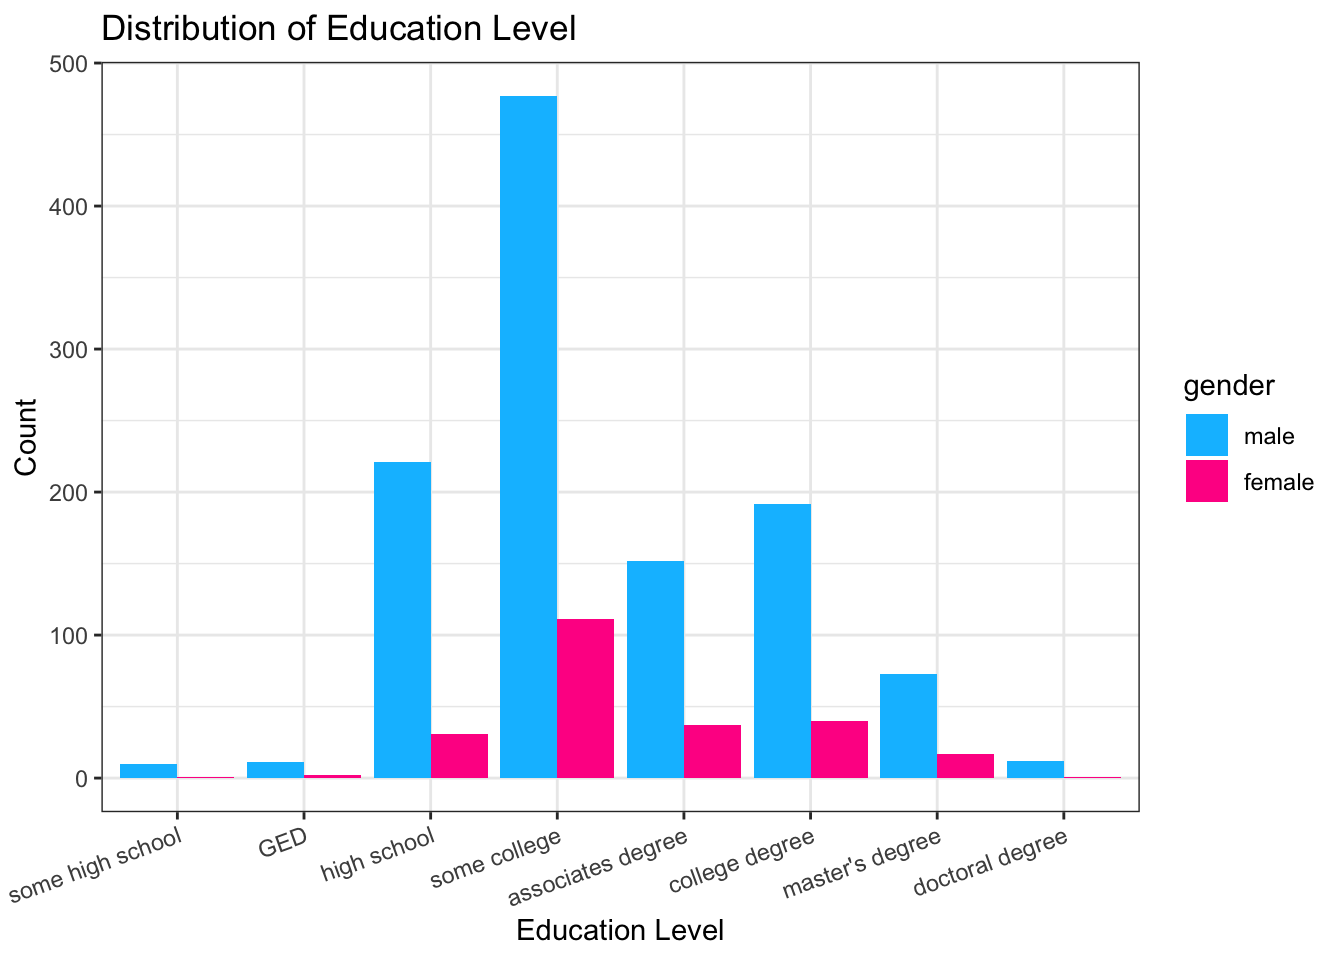 Distribution of Education Level
500
400
300
200
100
0
Count
some high school
GED
high school
some college
associates degree
college degree
master's degree
doctoral degree
Education Level
gender
male
female